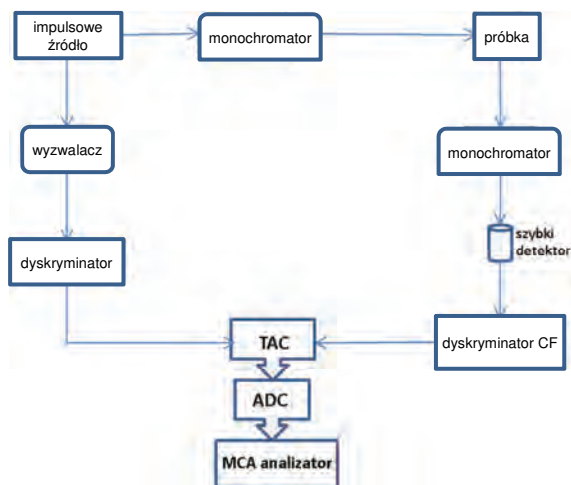 impulsowe
źródło
monochromator
próbka
wyzwalacz
monochromator
szybki
detektor
dyskryminator
dyskryminator CF
TAC
ADC
MCA analizator